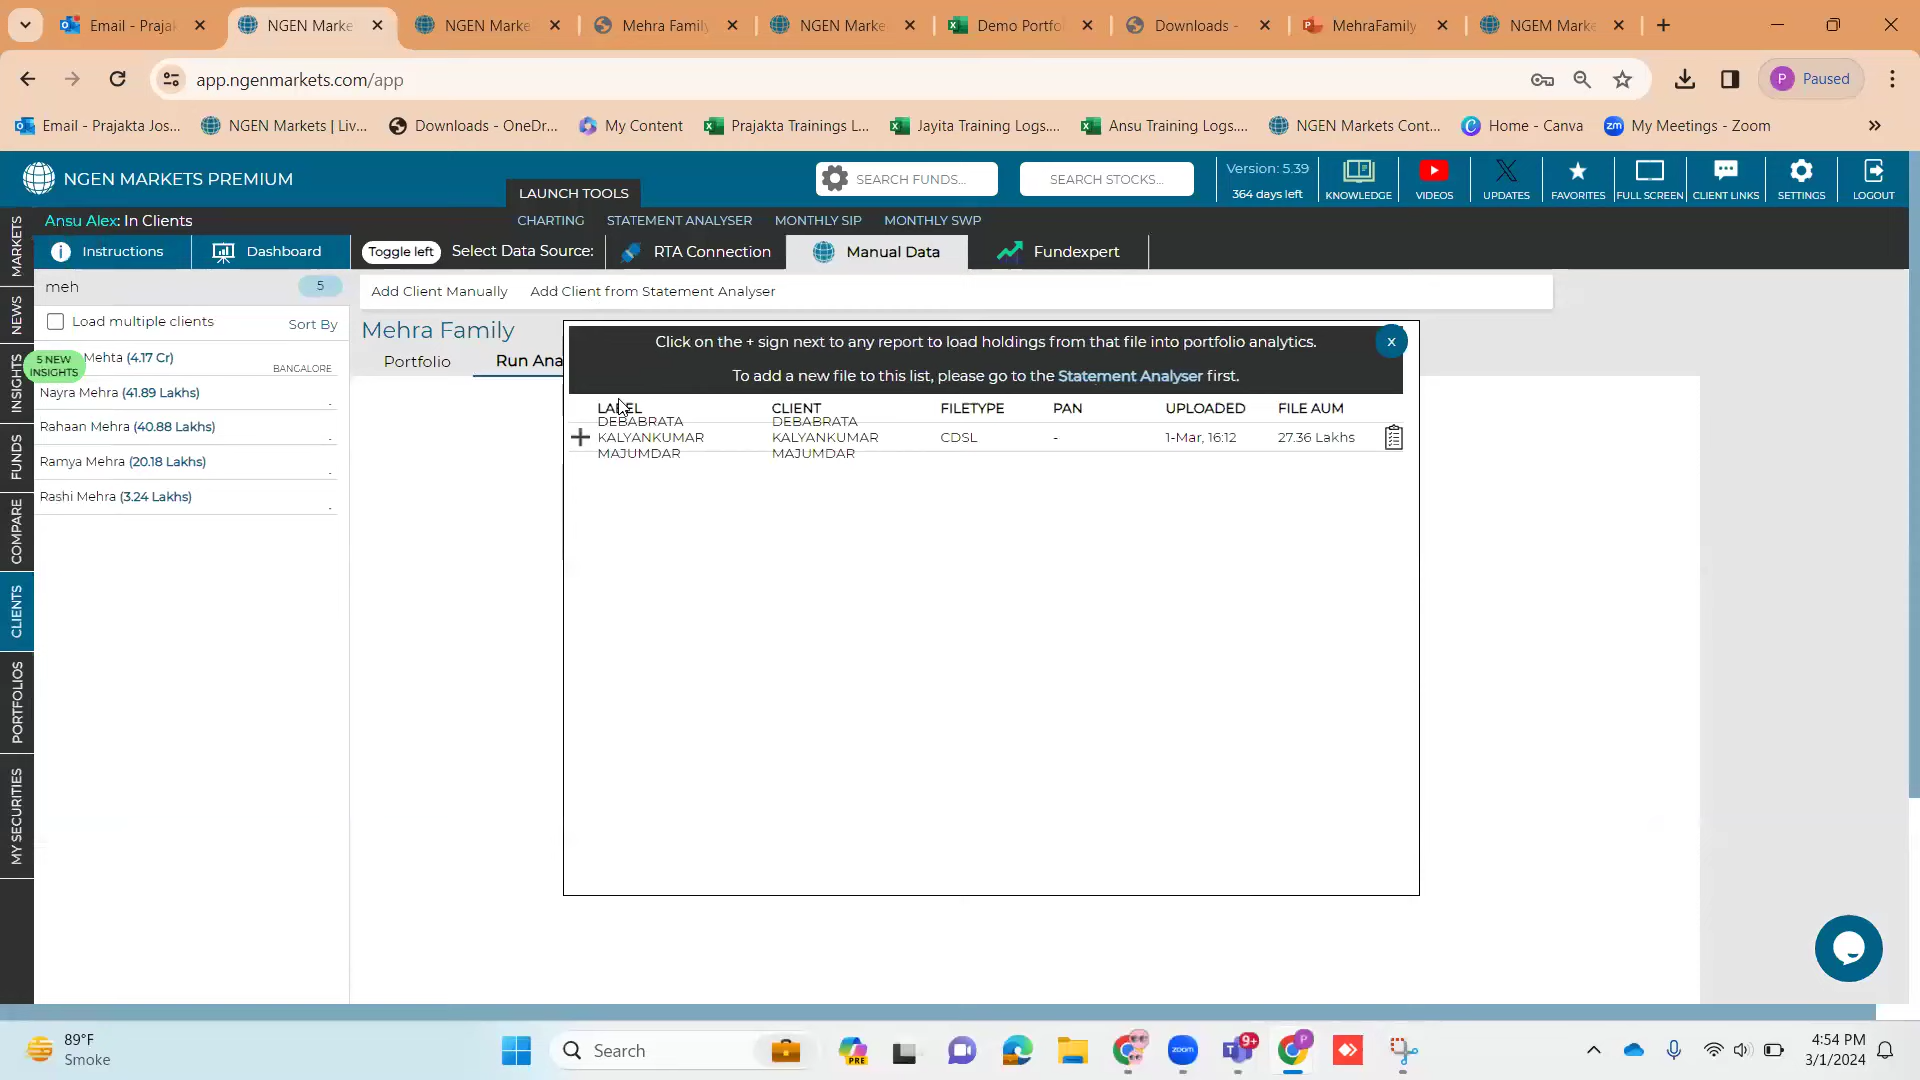 Email - Praja
NGEN Marke
NGEN Marke
Mehra Family
NGEN Marke
Demo Portfo
Downloads -
MehraFamily
NGEM Mark
app.ngenmarkets.com/app
P Paused
Email - Prajakta Jos...
NGEN Markets | Liv...
Downloads - OneDr...
My Content
Prajakta Trainings L...
Jayita Training Logs....
Ansu Training Logs....
NGEN Markets Cont...
Home - Canva
zm My Meetings - Zoom
NGEN MARKETS PREMIUM
LAUNCH TOOLS
SEARCH FUNDS...
SEARCH STOCKS...
Version: 5.39
364 days left
KNOWLEDGE
VIDEOS
UPDATES
FAVORITES
FULL SCREEN
CLIENT LINKS
SETTINGS
LOGOUT
Ansu Alex: In Clients
CHARTING
STATEMENT ANALYSER
MONTHLY SIP
MONTHLY SWP
Instructions
Dashboard
Toggle left
Select Data Source:
RTA Connection
Manual Data
Fundexpert
MARKETS
NEWS
INSIGHTS
FUNDS
COMPARE
CLIENTS
PORTFOLIOS
MY SECURITIES
meh
5
Add Client Manually
Add Client from Statement Analyser
Load multiple clients
Sort By
5 NEW
INSIGHTS
Mehta (4.17 Cr)
BANGALORE
Nayra Mehra (41.89 Lakhs)
Rahaan Mehra (40.88 Lakhs)
Ramya Mehra (20.18 Lakhs)
Rashi Mehra (3.24 Lakhs)
Mehra Family
Portfolio
Run Ana
Click on the + sign next to any report to load holdings from that file into portfolio analytics.
x
To add a new file to this list, please go to the Statement Analyser first.
LABEL
CLIENT
FILETYPE
PAN
UPLOADED
FILE AUM
DEBABRATA
KALYANKUMAR
MAJUMDAR
DEBABRATA
KALYANKUMAR
MAJUMDAR
CDSL
-
1-Mar, 16:12
27.36 Lakhs
89°F
Smoke
Search
PRE
zoom
9+
P
4:54 PM
3/1/2024